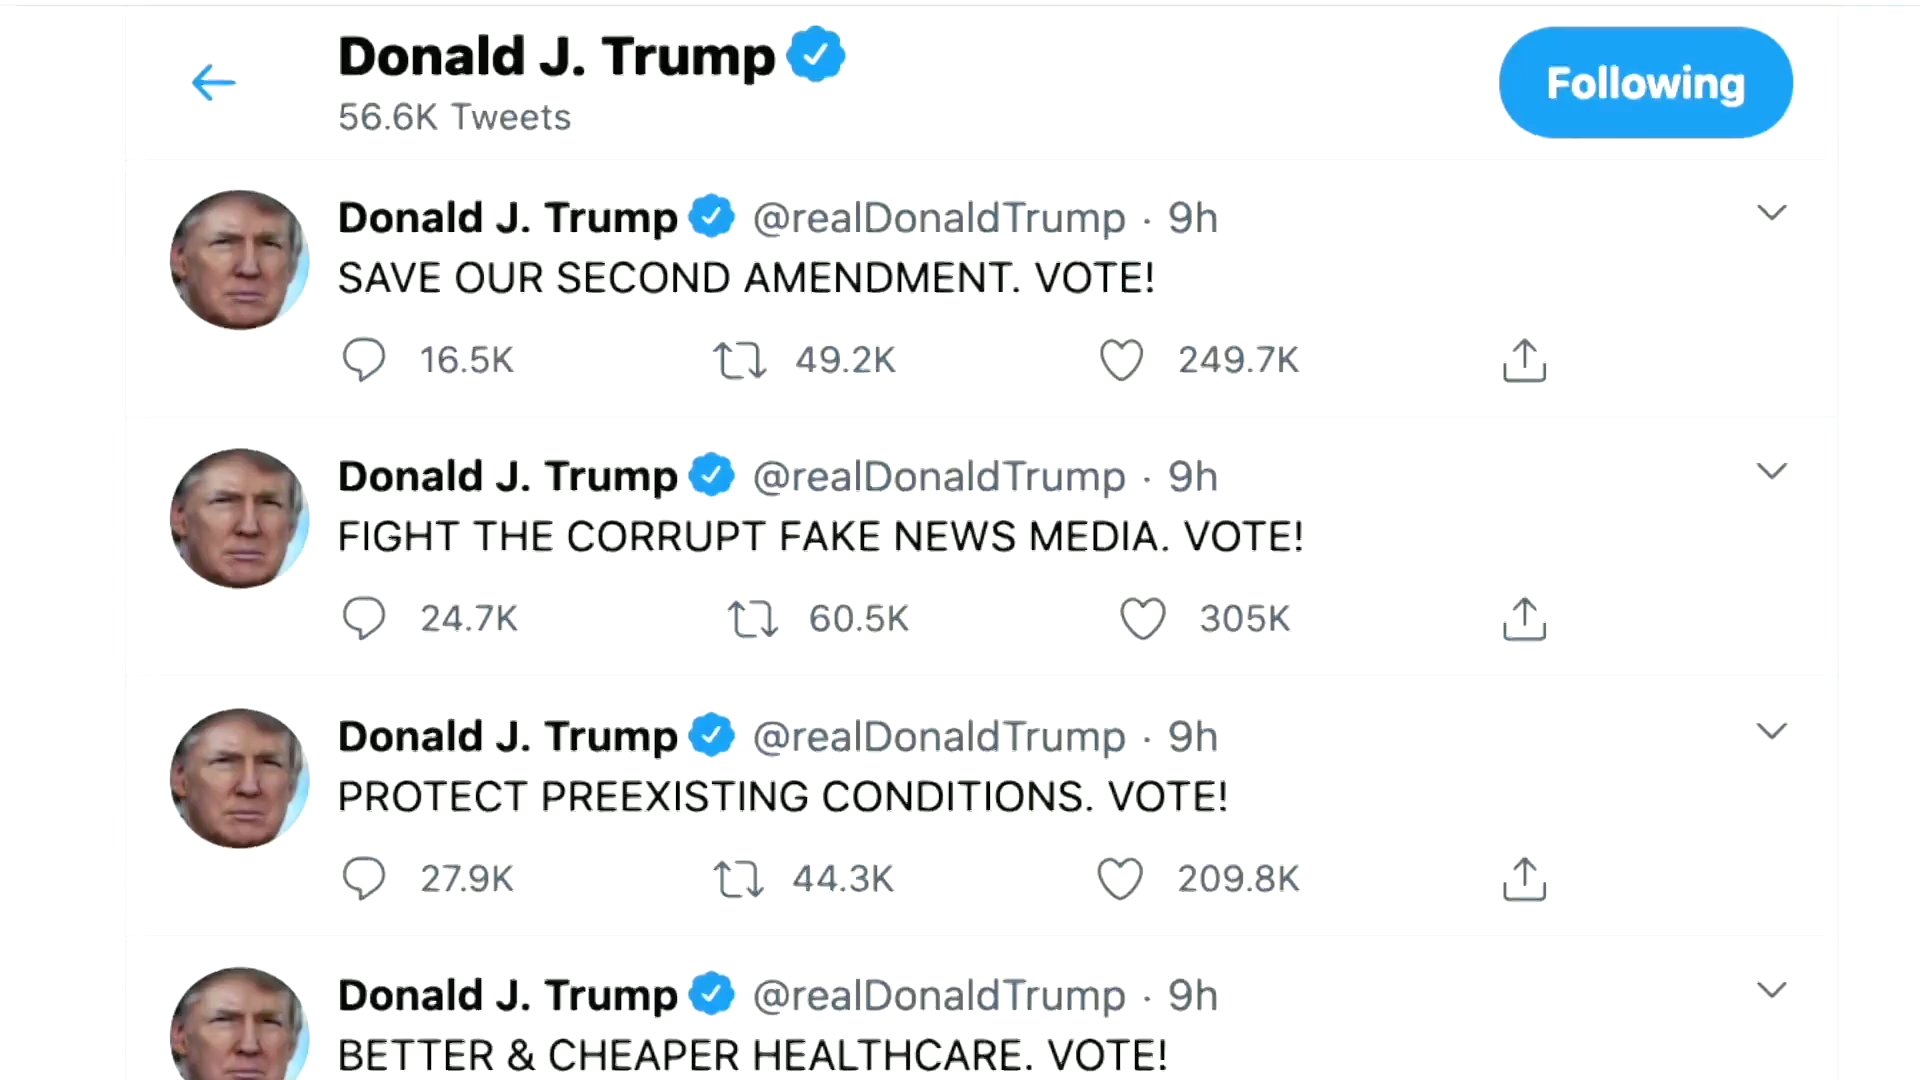 Donald J. Trump
56.6K Tweets
Following
Donald J. Trump @realDonaldTrump · 9h
SAVE OUR SECOND AMENDMENT. VOTE!
16.5K 49.2K 249.7K
Donald J. Trump @realDonaldTrump · 9h
FIGHT THE CORRUPT FAKE NEWS MEDIA. VOTE!
24.7K 60.5K 305K
Donald J. Trump @realDonaldTrump · 9h
PROTECT PREEXISTING CONDITIONS. VOTE!
27.9K 44.3K 209.8K
Donald J. Trump @realDonaldTrump · 9h
BETTER & CHEAPER HEALTHCARE. VOTE!